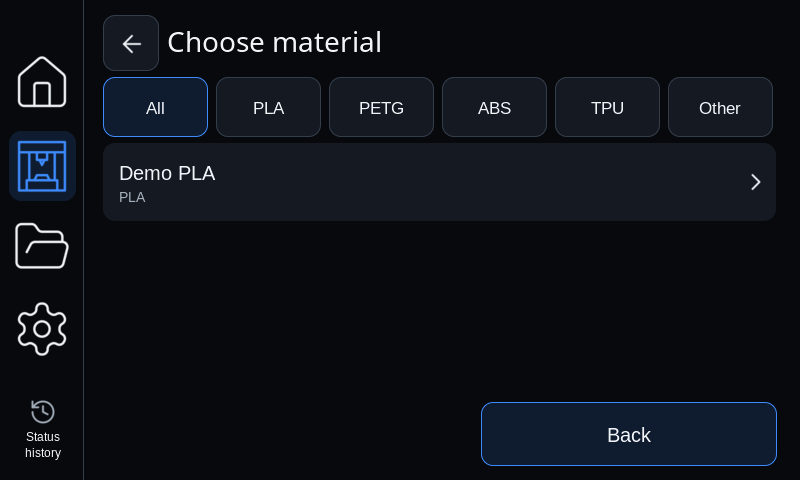 Choose material
All
PLA
PETG
ABS
TPU
Other
Demo PLA
PLA
Status
history
Back